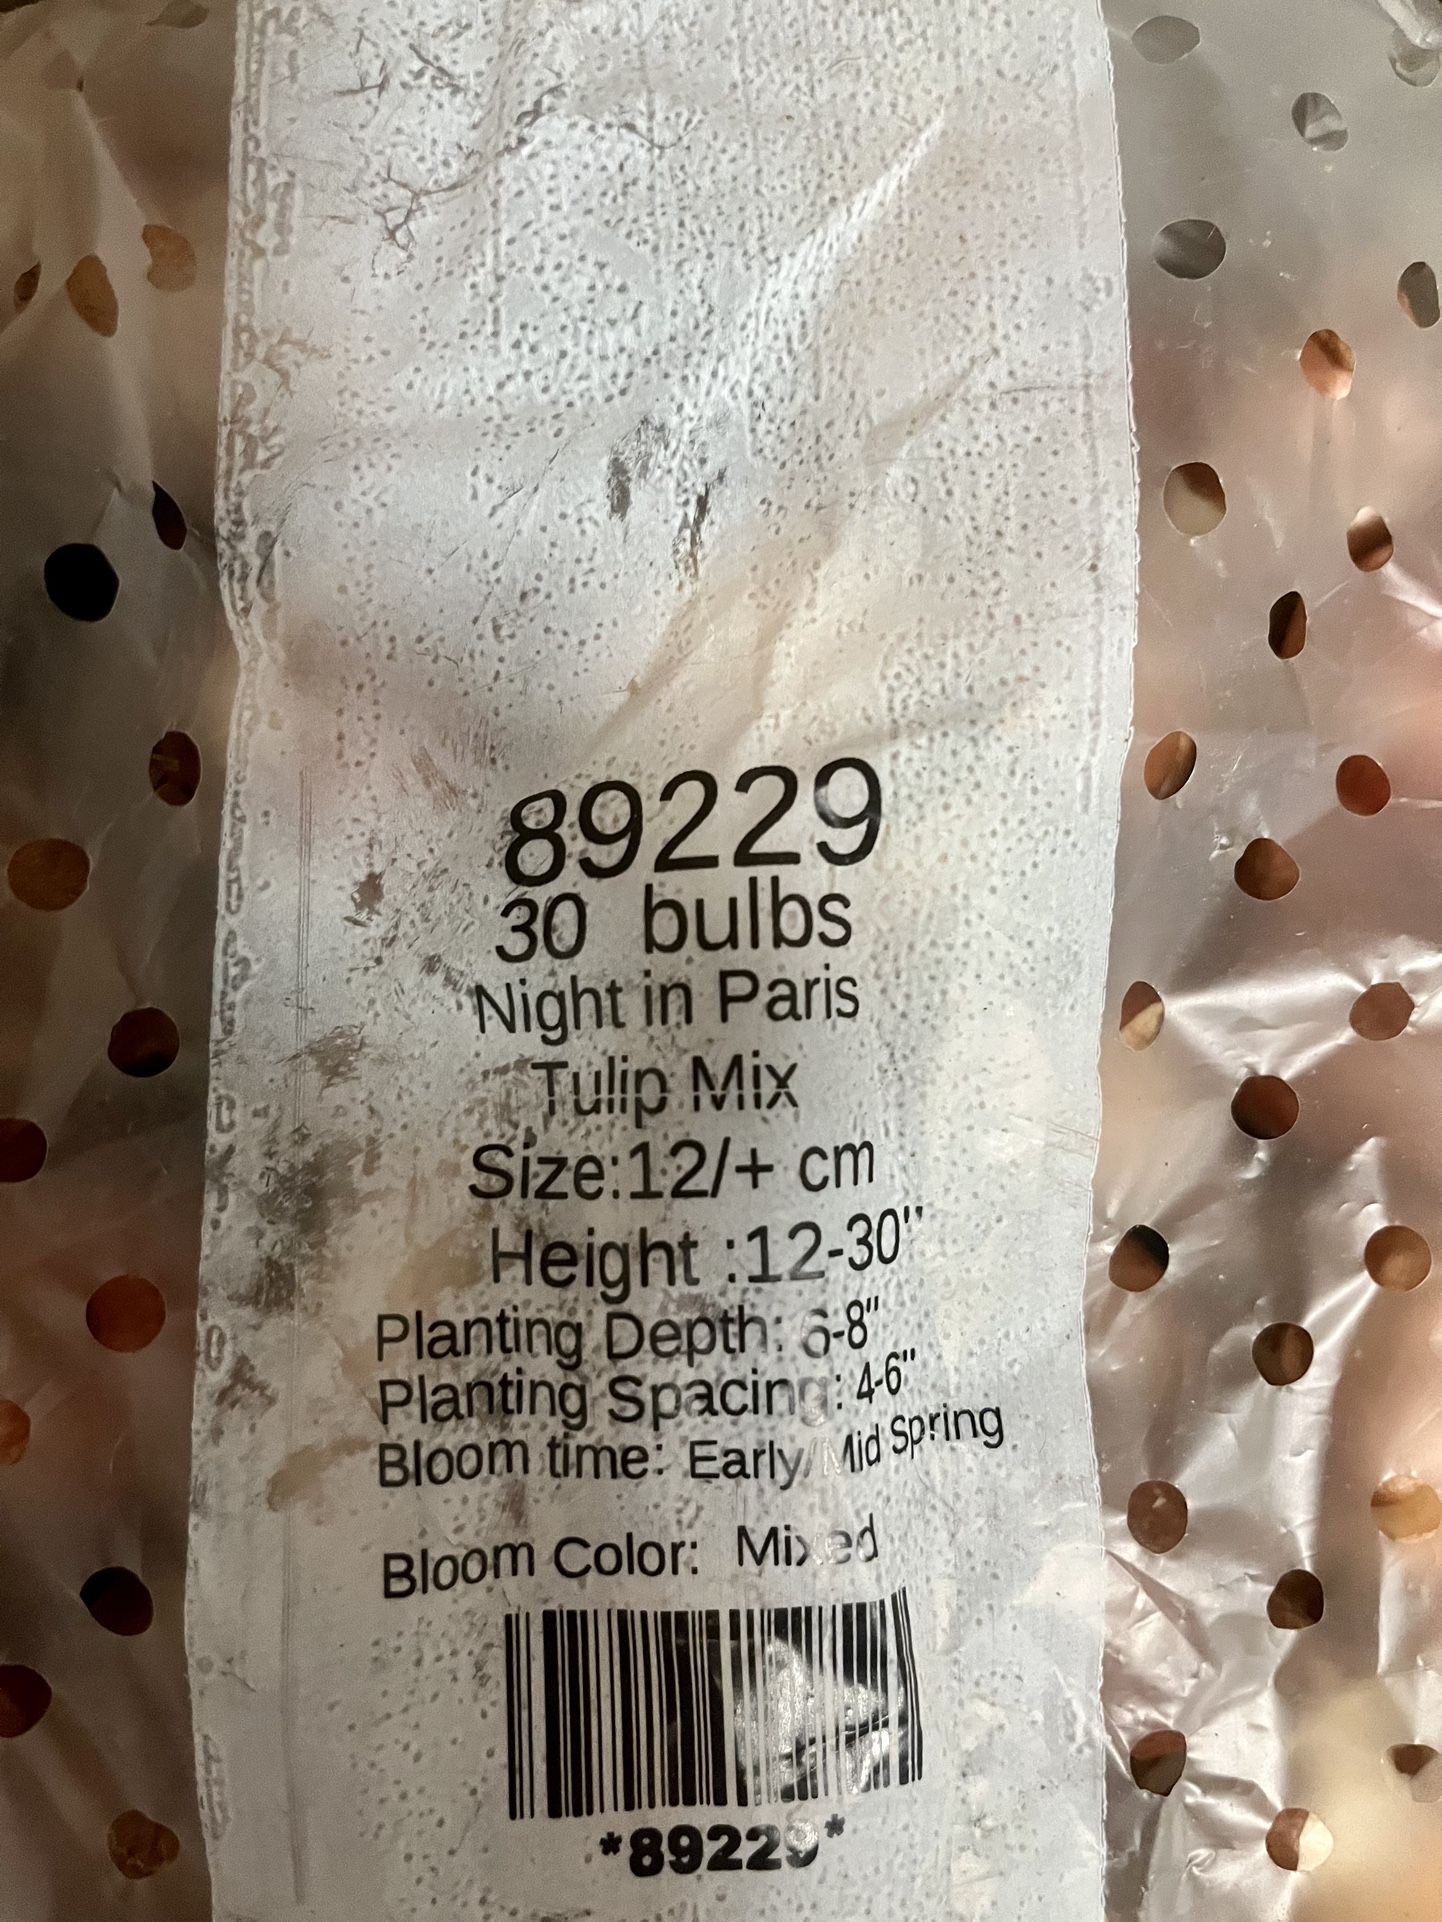 89229
30 bulbs
Night in Paris
Tulip Mix
Size:12/+ cm
Height :12-30"
Planting Depth: 6-8"
Planting Spacing: 4-6"
Bloom time: Early/Mid Spring
Bloom Color: Mixed
*89229*